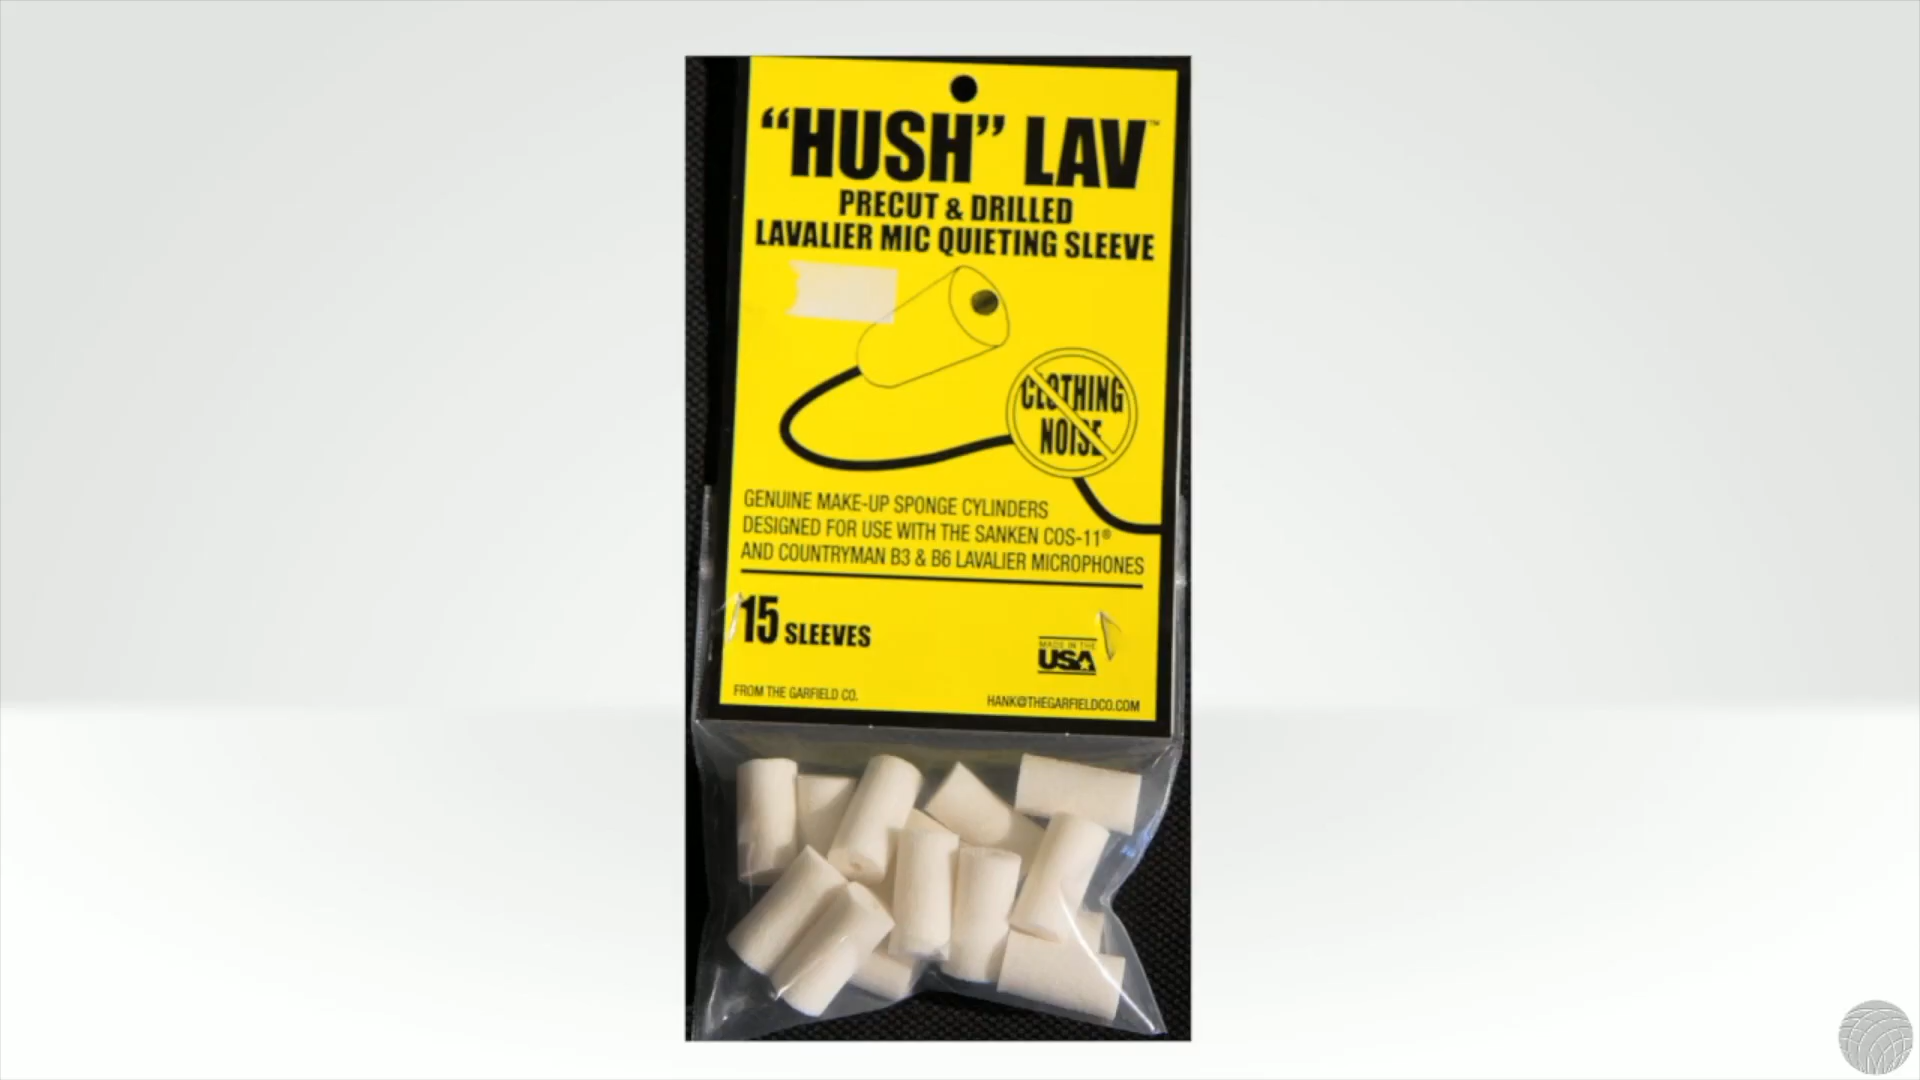 “HUSH” LAV™
PRECUT & DRILLED
LAVALIER MIC QUIETING SLEEVE
CLOTHING
NOISE
GENUINE MAKE-UP SPONGE CYLINDERS
DESIGNED FOR USE WITH THE SANKEN COS-11®
AND COUNTRYMAN B3 & B6 LAVALIER MICROPHONES
15 SLEEVES
MADE IN THE
USA
FROM THE GARFIELD CO.
HANK@THEGARFIELDCO.COM